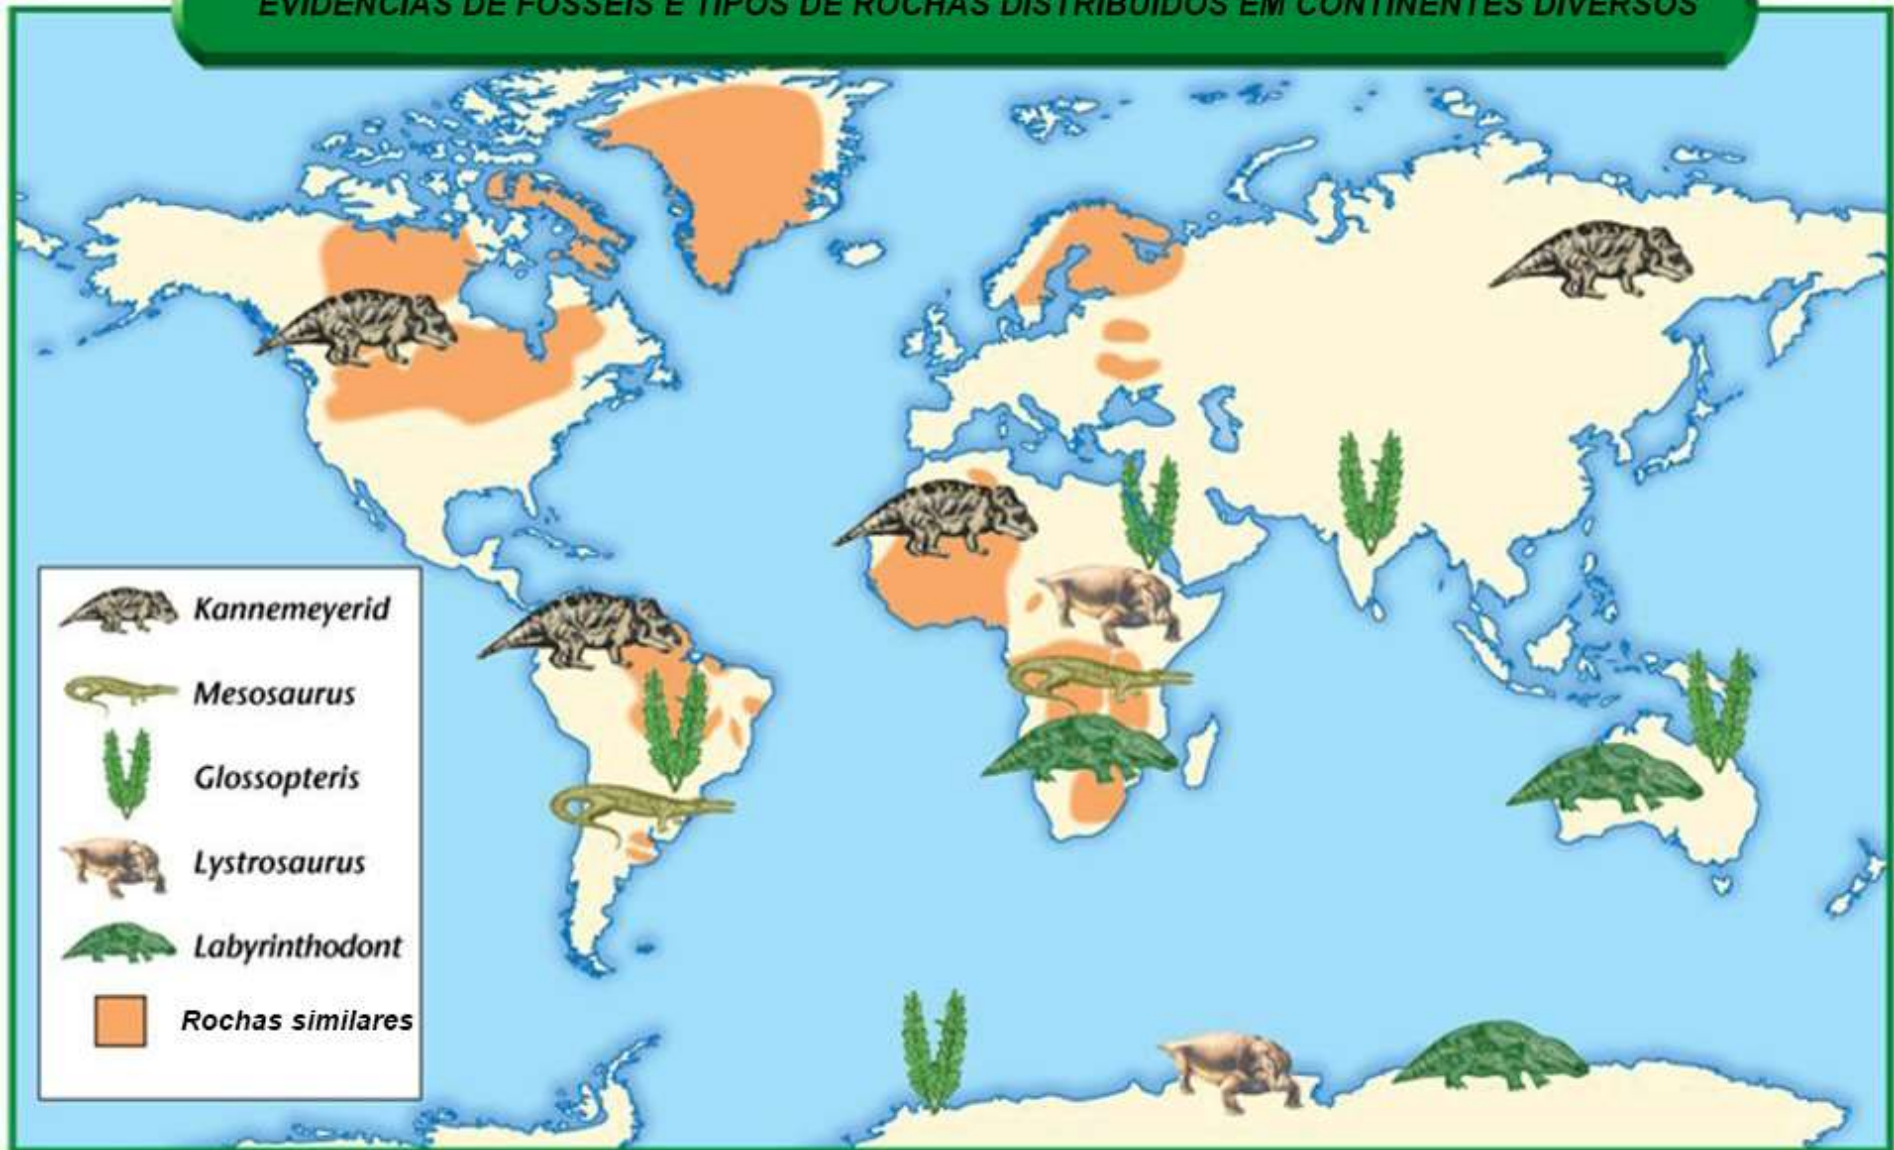 EVIDÊNCIAS DE FÓSSEIS E TIPOS DE ROCHAS DISTRIBUÍDOS EM CONTINENTES DIVERSOS
Kannemeyerid
Mesosaurus
Glossopteris
Lystrosaurus
Labyrinthodont
Rochas similares